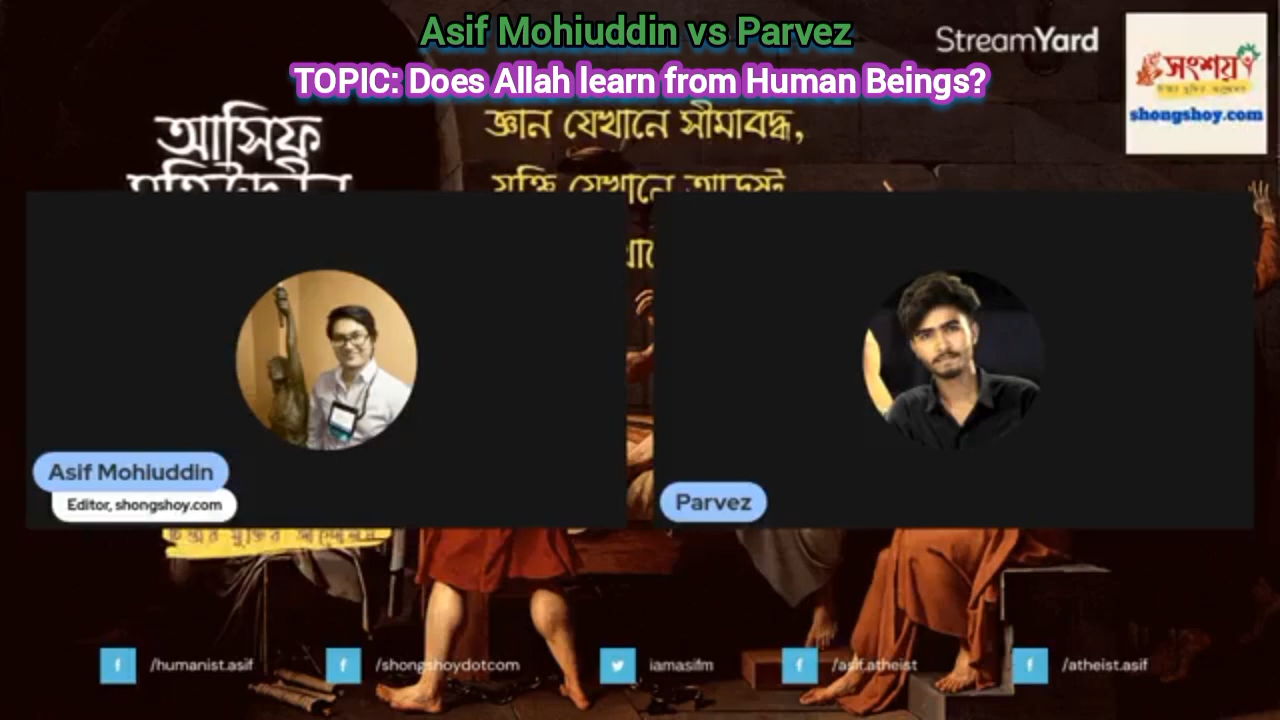 Asif Mohiuddin vs Parvez
StreamYard
TOPIC: Does Allah learn from Human Beings?
সংশয়
shongshoy.com
আসিফ
জ্ঞান যেখানে সীমাবদ্ধ,
যুক্তি যেখানে আড়ষ্ট
Asif Mohiuddin
Editor, shongshoy.com
Parvez
/humanist.asif
/shongshoydotcom
iamasifm
/asif.atheist
/atheist.asif